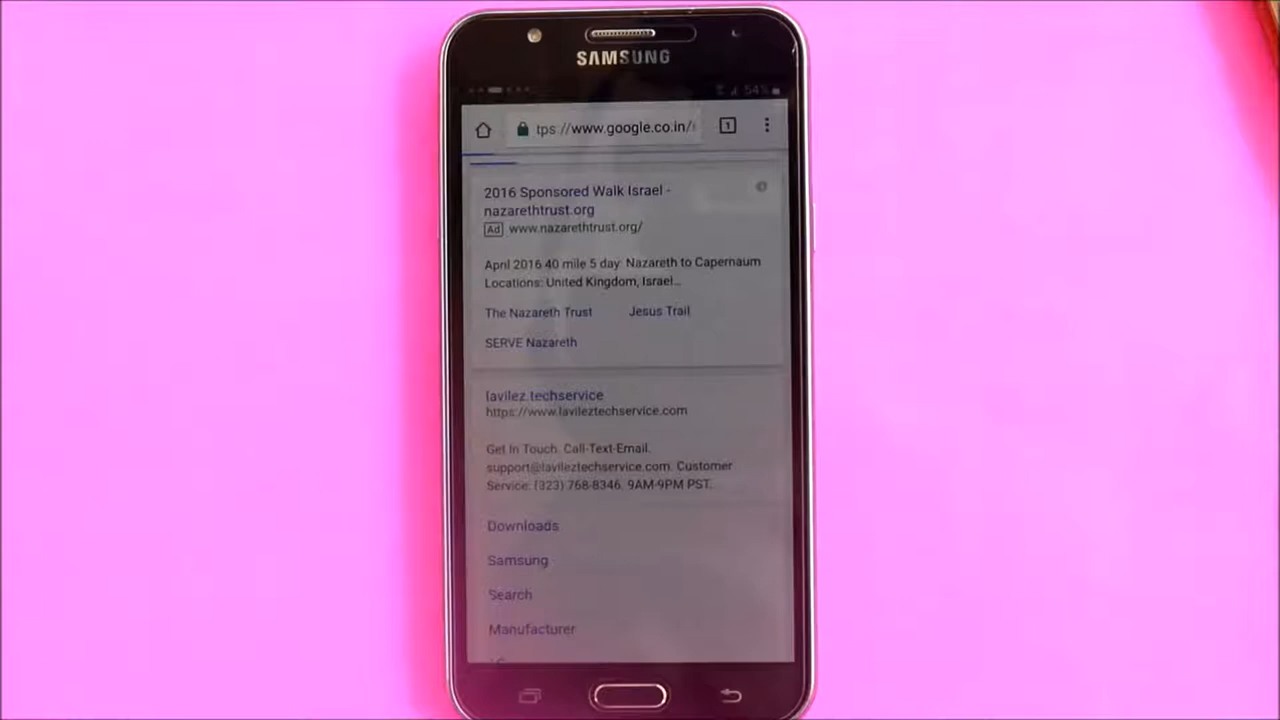 SAMSUNG
54%
tps://www.google.co.in/
1
2016 Sponsored Walk Israel -
nazarethtrust.org
Ad www.nazarethtrust.org/
April 2016 40 mile 5 day. Nazareth to Capernaum
Locations: United Kingdom, Israel...
The Nazareth Trust Jesus Trail
SERVE Nazareth
lavilez.techservice
https://www.lavileztechservice.com
Get In Touch. Call-Text-Email.
support@lavileztechservice.com. Customer
Service: (323) 768-8346. 9AM-9PM PST.
Downloads
Samsung
Search
Manufacturer